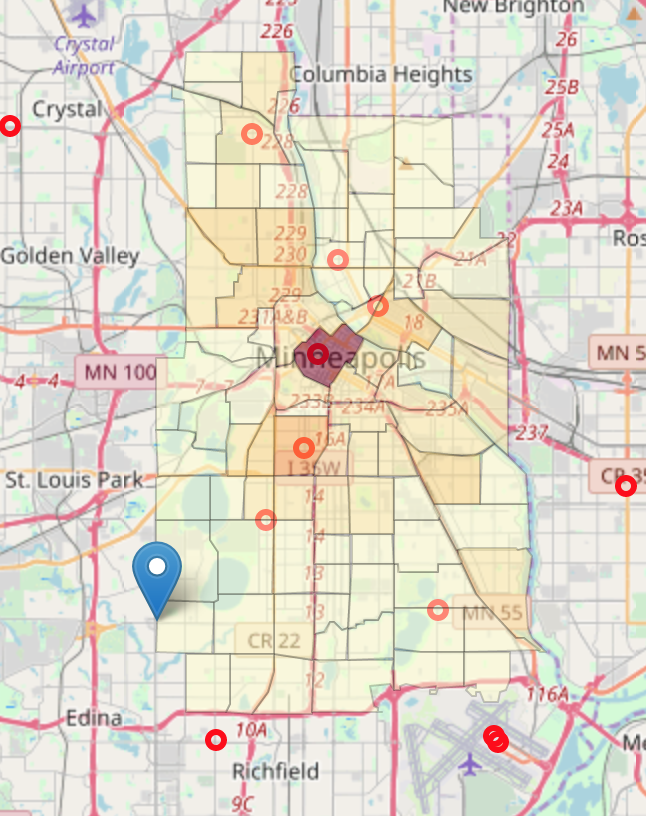 225
New Brighton
226
26
Crystal
Airport
Columbia Heights
25B
Crystal
226
25A
228
24
228
23A
229
22
Ros
Golden Valley
230
21A
21B
229
231A&B
18
MN 5
Minneapolis
MN 100
4 4
7 7
233B
234A
235A
237
16A
I 35W
CR 35
St. Louis Park
14
14
13
13
MN 55
CR 22
12
116A
Edina
10A
Me
Richfield
9C